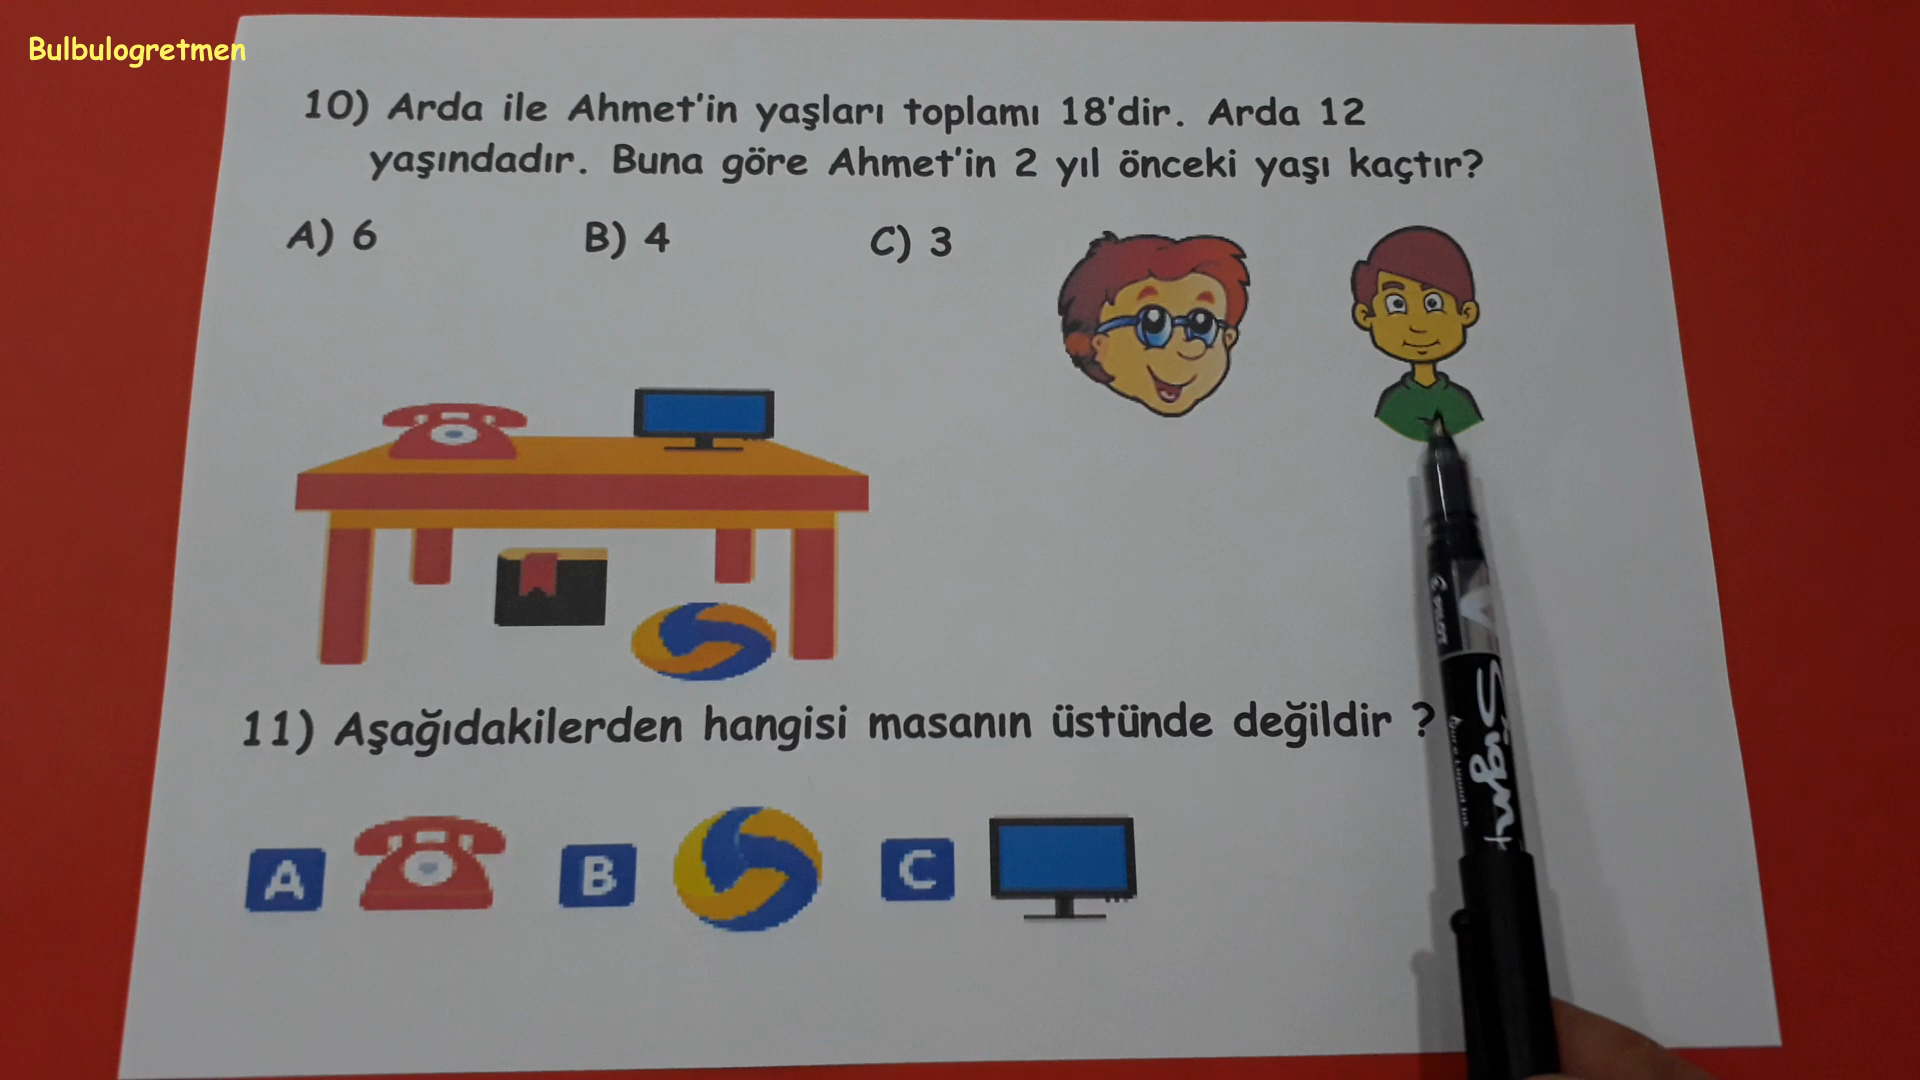 Bulbulogretmen
10) Arda ile Ahmet'in yaşları toplamı 18'dir. Arda 12
yaşındadır. Buna göre Ahmet'in 2 yıl önceki yaşı kaçtır?
A) 6 B) 4 C) 3
11) Aşağıdakilerden hangisi masanın üstünde değildir ?
A B C